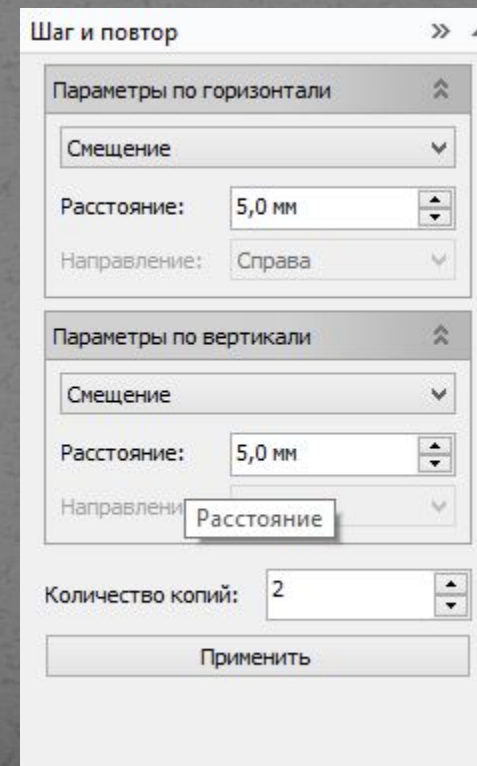 Шаг и повтор
Параметры по горизонтали
Смещение
Расстояние: 5,0 мм
Направление: Справа
Параметры по вертикали
Смещение
Расстояние: 5,0 мм
Расстояние
Количество копий: 2
Применить